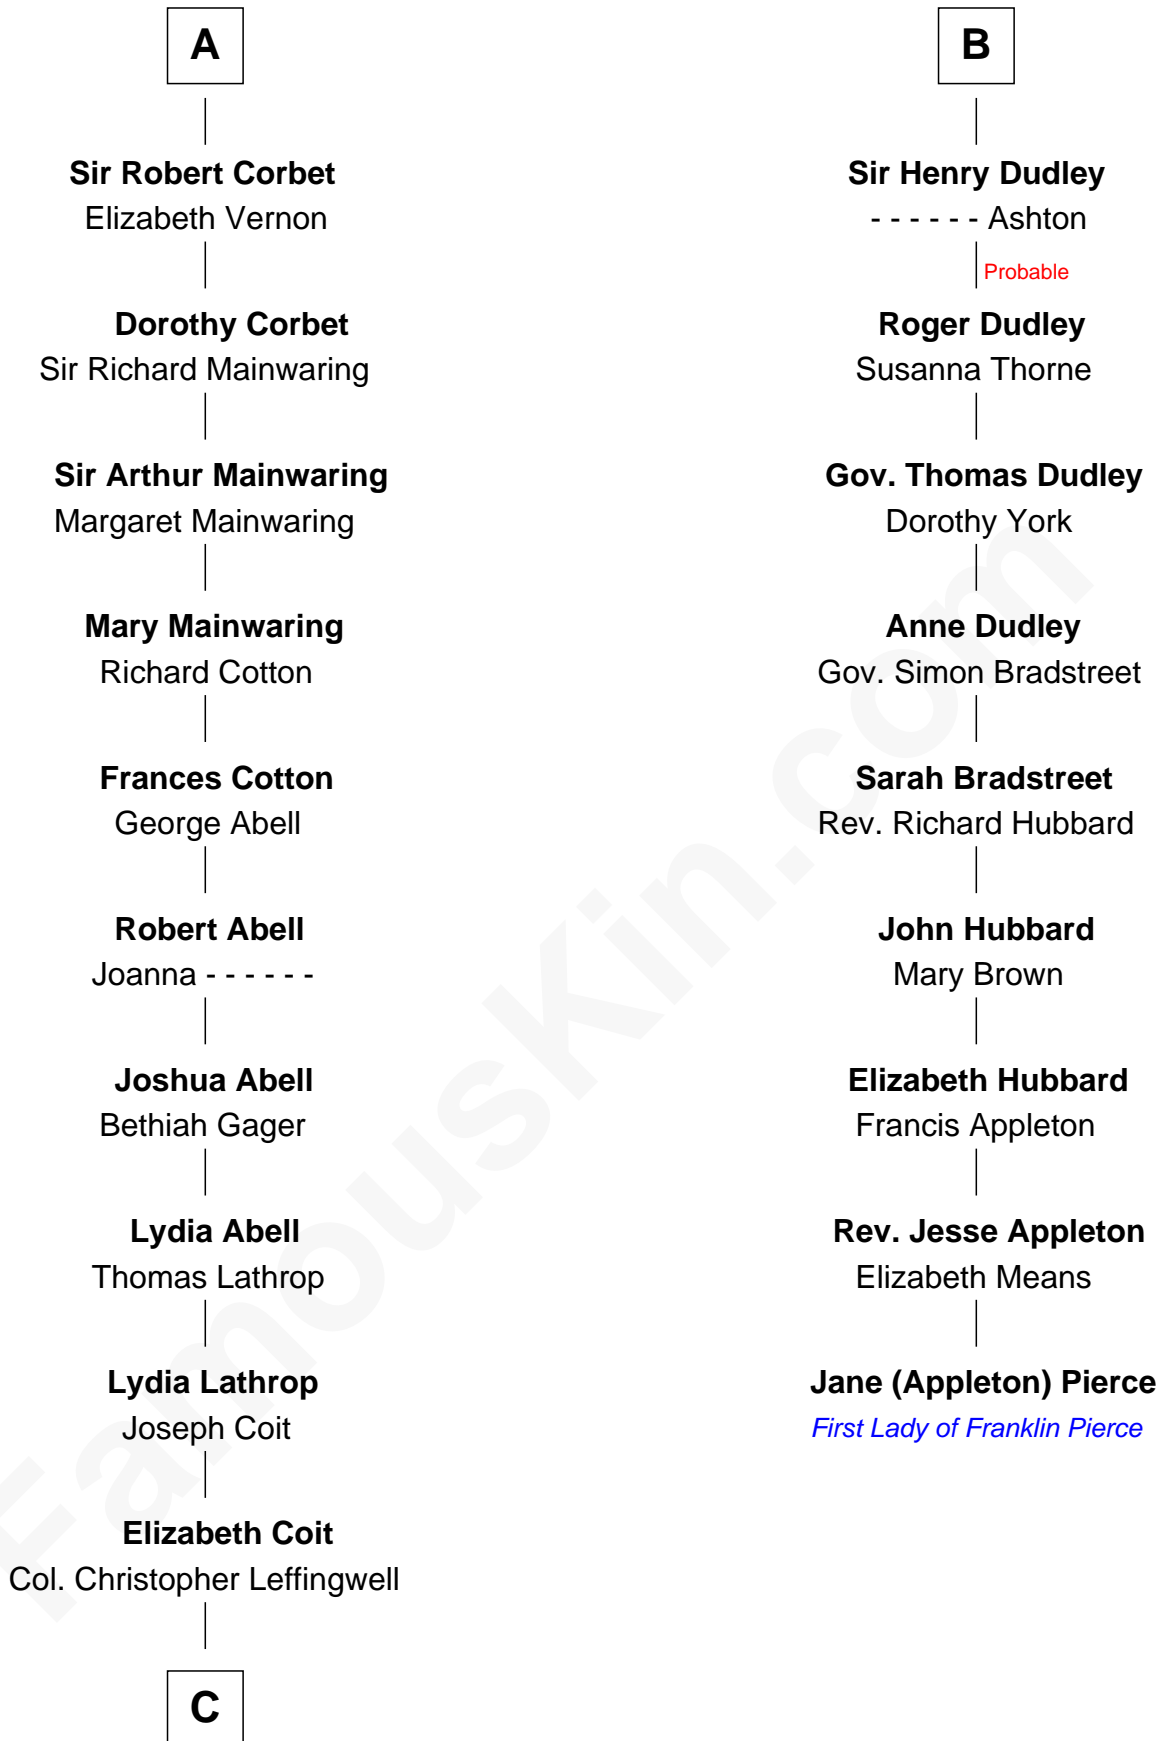 A
Sir Robert Corbet
Elizabeth Vernon
Dorothy Corbet
Sir Richard Mainwaring
Sir Arthur Mainwaring
Margaret Mainwaring
Mary Mainwaring
Richard Cotton
Frances Cotton
George Abell
Robert Abell
Joanna - - - - - -
Joshua Abell
Bethiah Gager
Lydia Abell
Thomas Lathrop
Lydia Lathrop
Joseph Coit
Elizabeth Coit
Col. Christopher Leffingwell
C
B
Sir Henry Dudley
- - - - - - Ashton
Probable
Roger Dudley
Susanna Thorne
Gov. Thomas Dudley
Dorothy York
Anne Dudley
Gov. Simon Bradstreet
Sarah Bradstreet
Rev. Richard Hubbard
John Hubbard
Mary Brown
Elizabeth Hubbard
Francis Appleton
Rev. Jesse Appleton
Elizabeth Means
Jane (Appleton) Pierce
First Lady of Franklin Pierce
FamousKin.com